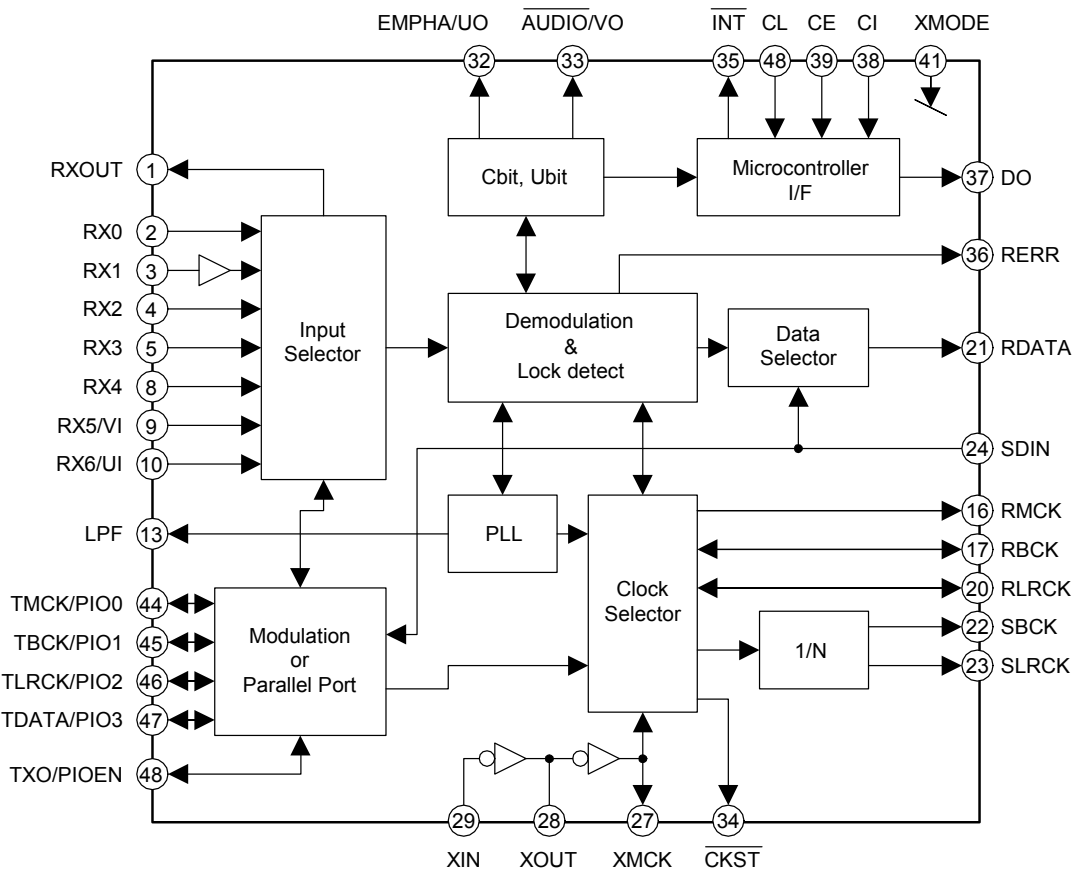 EMPHA/UO AUDIO/VO INT CL CE CI XMODE
32 33 35 48 39 38 41
RXOUT 1
Cbit, Ubit
Microcontroller
I/F
37 DO
RX0 2
RX1 3
RX2 4
RX3 5
RX4 8
RX5/VI 9
RX6/UI 10
Input
Selector
36 RERR
Demodulation
&
Lock detect
Data
Selector
21 RDATA
24 SDIN
LPF 13
PLL
Clock
Selector
16 RMCK
17 RBCK
20 RLRCK
1/N
22 SBCK
23 SLRCK
TMCK/PIO0 44
TBCK/PIO1 45
TLRCK/PIO2 46
TDATA/PIO3 47
TXO/PIOEN 48
Modulation
or
Parallel Port
29 28 27 34
XIN XOUT XMCK CKST